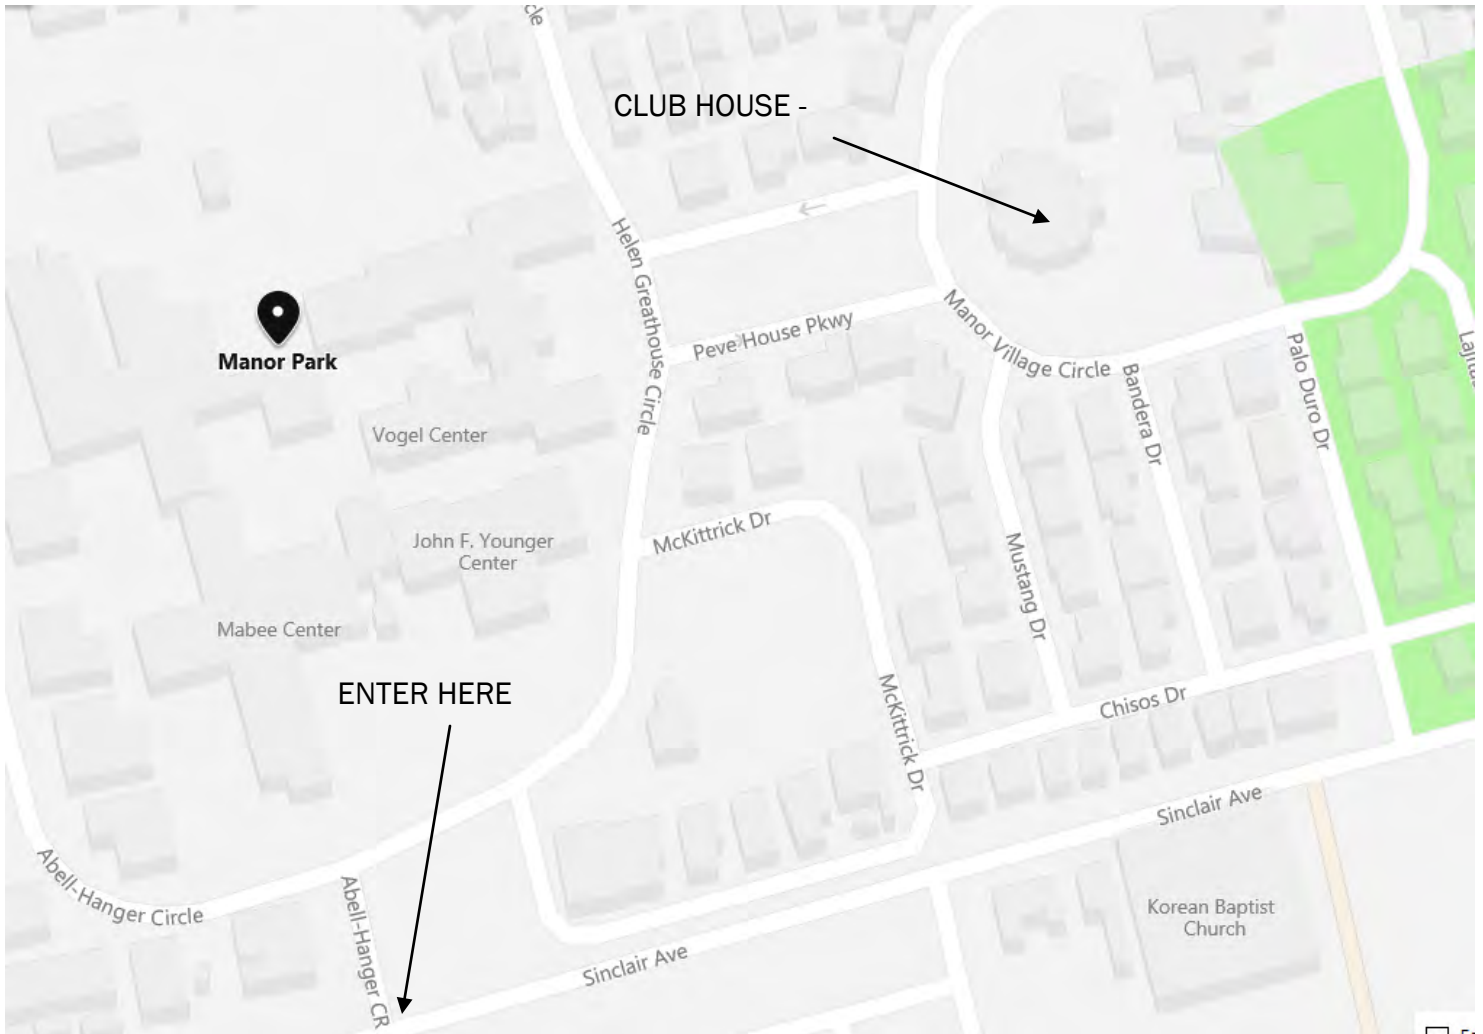 cle
CLUB HOUSE -
Helen Greathouse Circle
Manor Park
Peve House Pkwy
Manor Village Circle
Bandera Dr
Palo Duro Dr
Vogel Center
McKittrick Dr
John F. Younger
Center
Mustang Dr
Mabee Center
ENTER HERE
McKittrick Dr
Chisos Dr
Sinclair Ave
Abell-Hanger Circle
Abell-Hanger CR
Korean Baptist
Church
Sinclair Ave